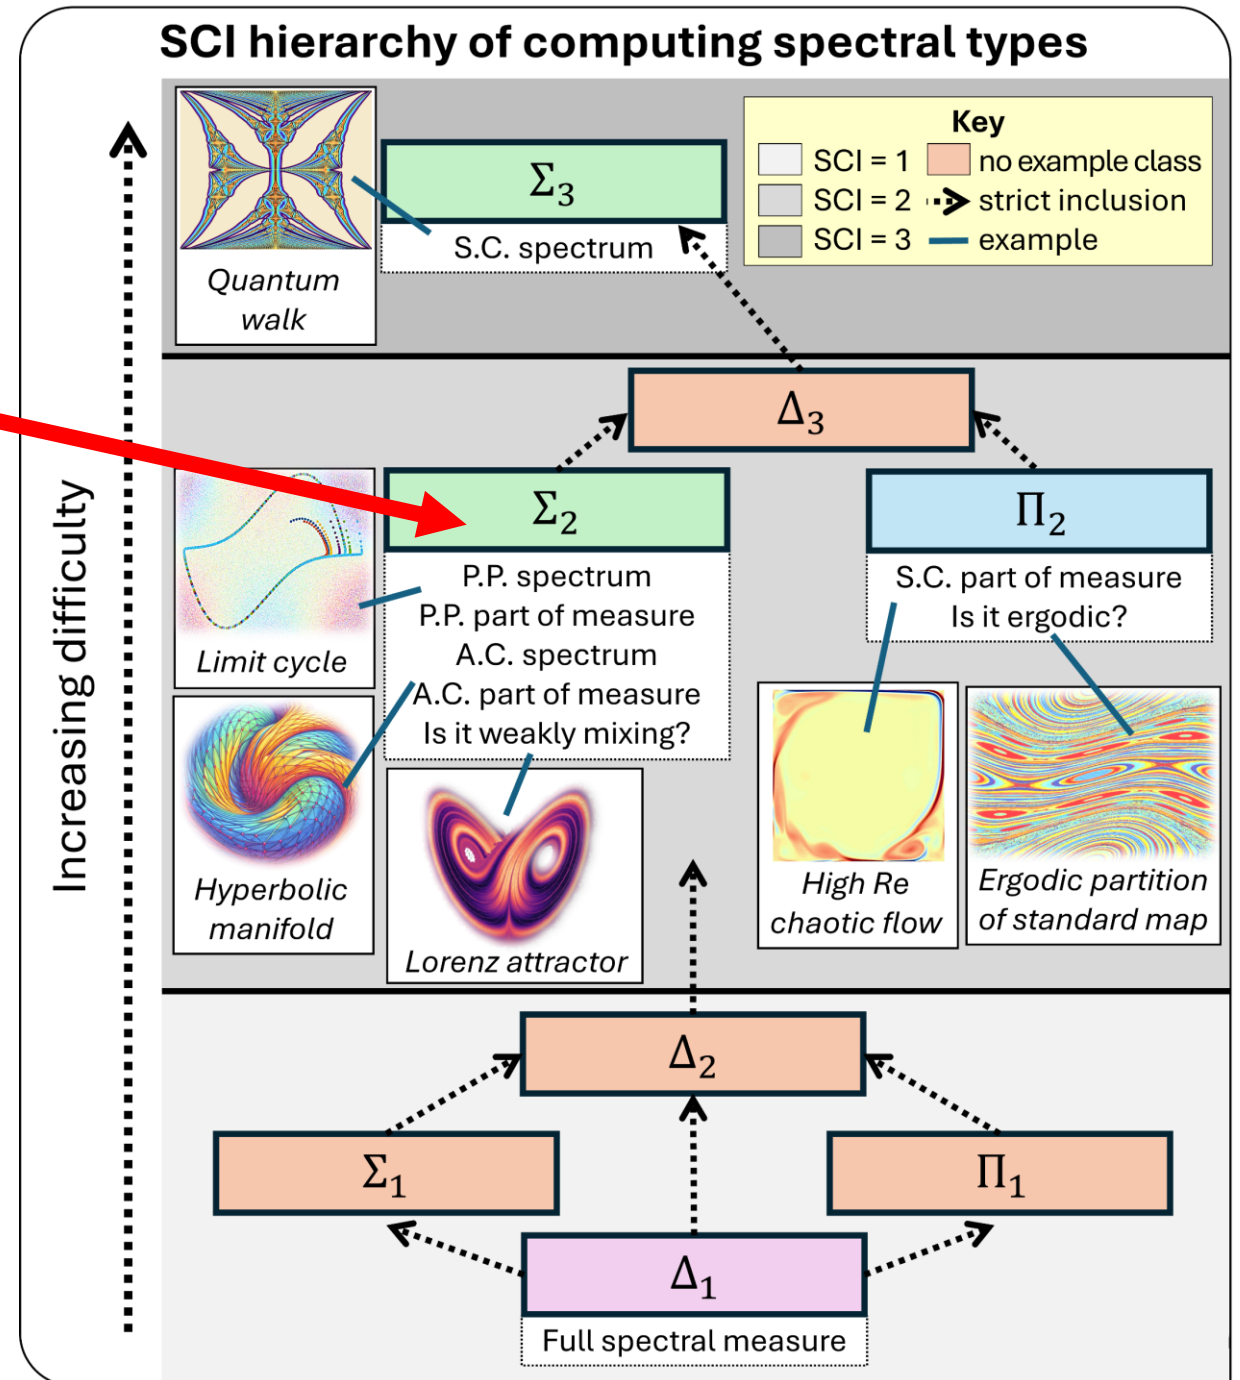 SCI hierarchy of computing spectral types
Increasing difficulty
Key
SCI = 1
no example class
SCI = 2
strict inclusion
SCI = 3
example
Σ₃
S.C. spectrum
Quantum
walk
Δ₃
Σ₂
P.P. spectrum
P.P. part of measure
A.C. spectrum
A.C. part of measure
Is it weakly mixing?
Π₂
S.C. part of measure
Is it ergodic?
Limit cycle
Hyperbolic
manifold
Lorenz attractor
High Re
chaotic flow
Ergodic partition
of standard map
Δ₂
Σ₁
Π₁
Δ₁
Full spectral measure